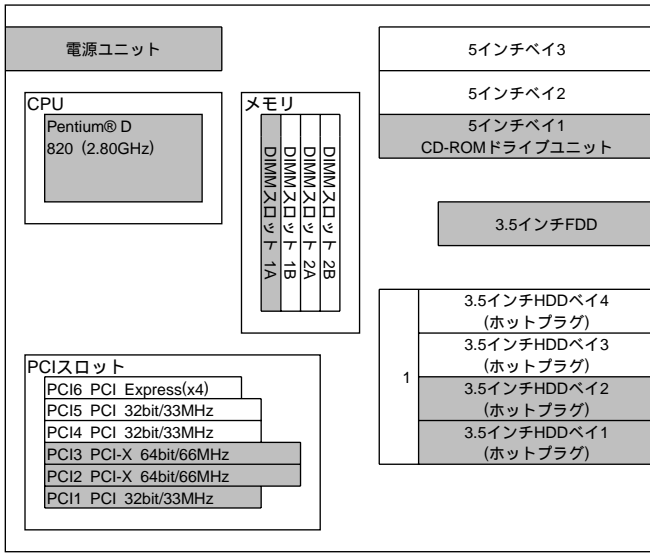 電源ユニット
CPU
Pentium® D
820 (2.80GHz)
メモリ
DIMMスロット 1A
DIMMスロット 1B
DIMMスロット 2A
DIMMスロット 2B
5インチベイ3
5インチベイ2
5インチベイ1
CD-ROMドライブユニット
3.5インチFDD
1
3.5インチHDDベイ4
(ホットプラグ)
3.5インチHDDベイ3
(ホットプラグ)
3.5インチHDDベイ2
(ホットプラグ)
3.5インチHDDベイ1
(ホットプラグ)
PCIスロット
PCI6 PCI Express(x4)
PCI5 PCI 32bit/33MHz
PCI4 PCI 32bit/33MHz
PCI3 PCI-X 64bit/66MHz
PCI2 PCI-X 64bit/66MHz
PCI1 PCI 32bit/33MHz